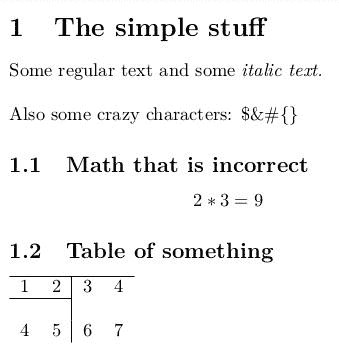 1 The simple stuff
Some regular text and some italic text.
Also some crazy characters: $&#{}
1.1 Math that is incorrect
2 * 3 = 9
1.2 Table of something
1 2 3 4
4 5 6 7